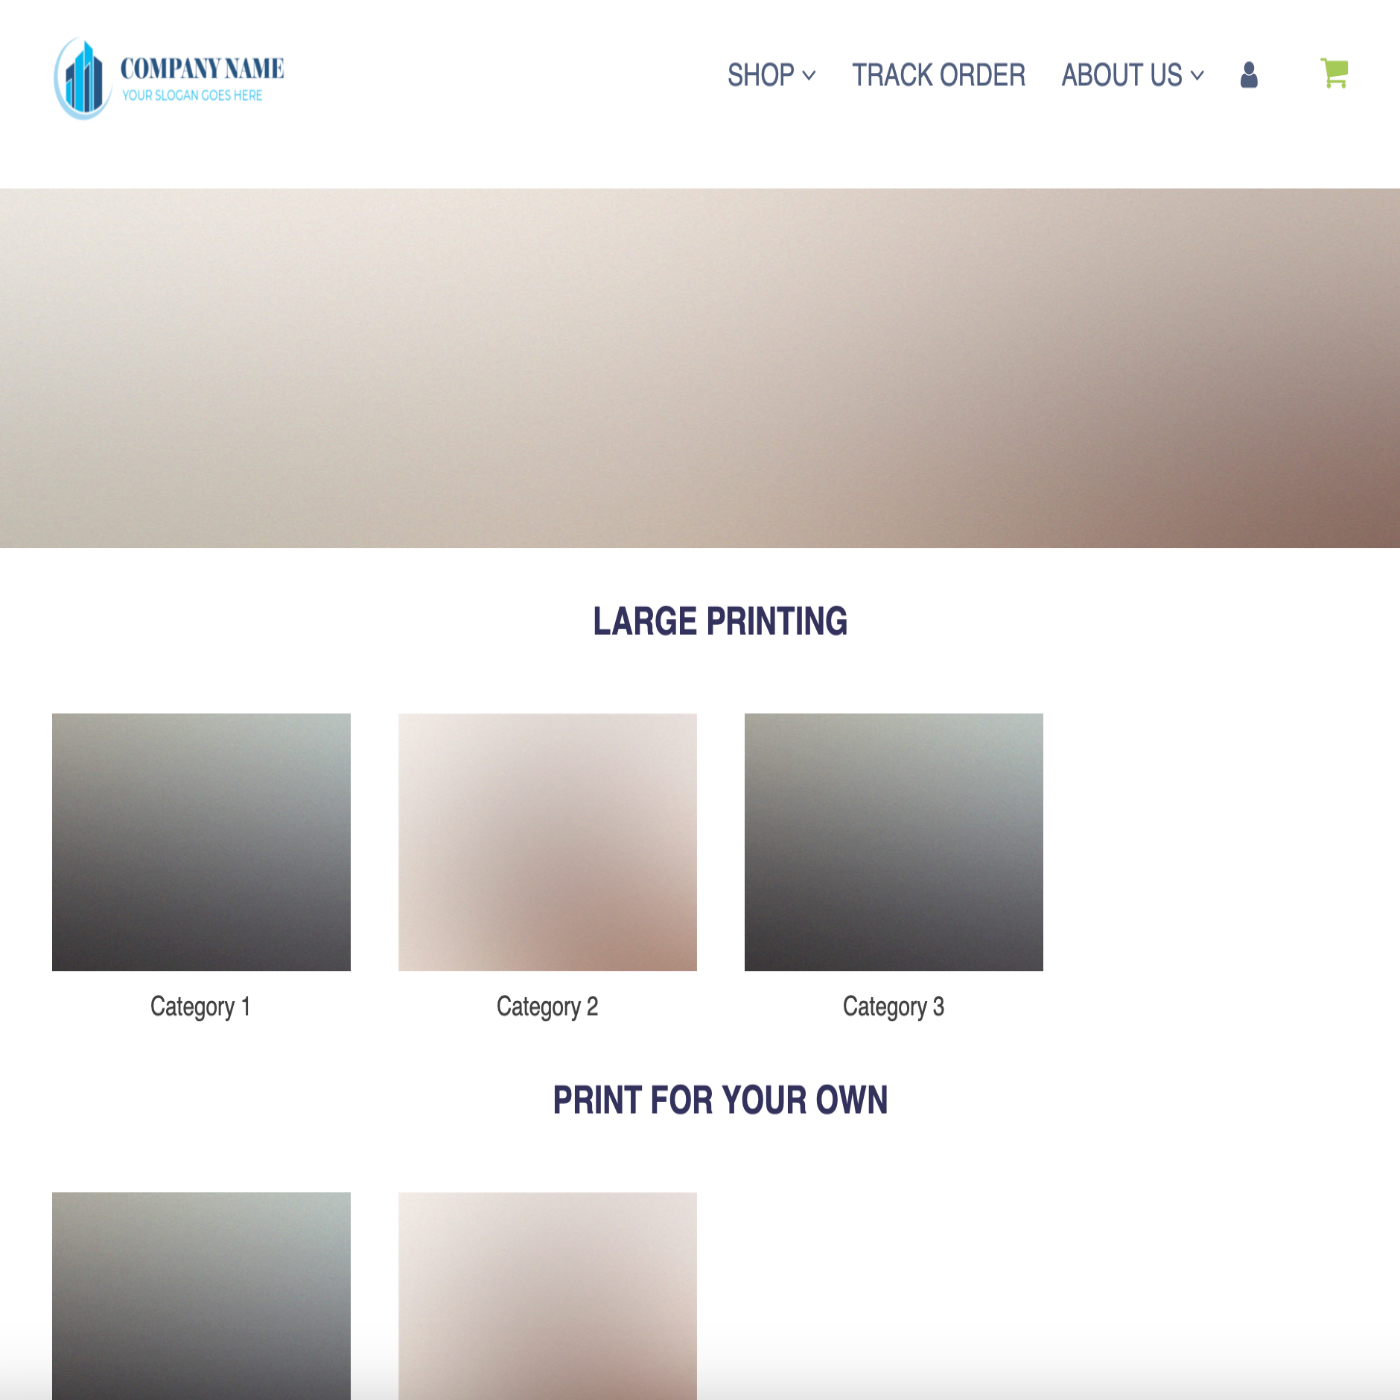 COMPANY NAME
YOUR SLOGAN GOES HERE
SHOP TRACK ORDER ABOUT US
LARGE PRINTING
Category 1 Category 2 Category 3
PRINT FOR YOUR OWN